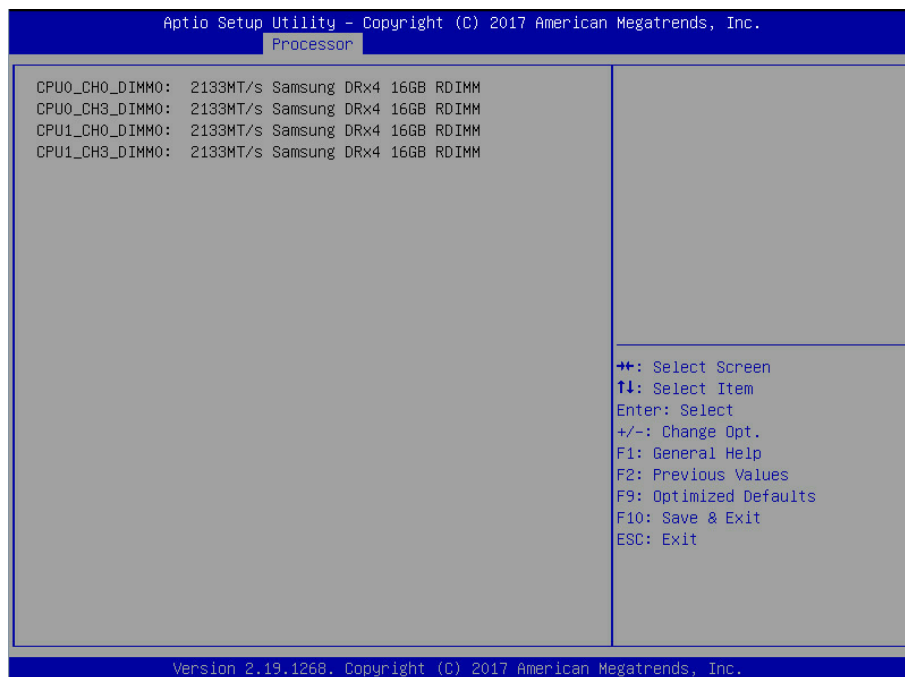 Aptio Setup Utility – Copyright (C) 2017 American Megatrends, Inc.
Processor
CPU0_CH0_DIMM0: 2133MT/s Samsung DRx4 16GB RDIMM
CPU0_CH3_DIMM0: 2133MT/s Samsung DRx4 16GB RDIMM
CPU1_CH0_DIMM0: 2133MT/s Samsung DRx4 16GB RDIMM
CPU1_CH3_DIMM0: 2133MT/s Samsung DRx4 16GB RDIMM
→←: Select Screen
↑↓: Select Item
Enter: Select
+/-: Change Opt.
F1: General Help
F2: Previous Values
F9: Optimized Defaults
F10: Save & Exit
ESC: Exit
Version 2.19.1268. Copyright (C) 2017 American Megatrends, Inc.